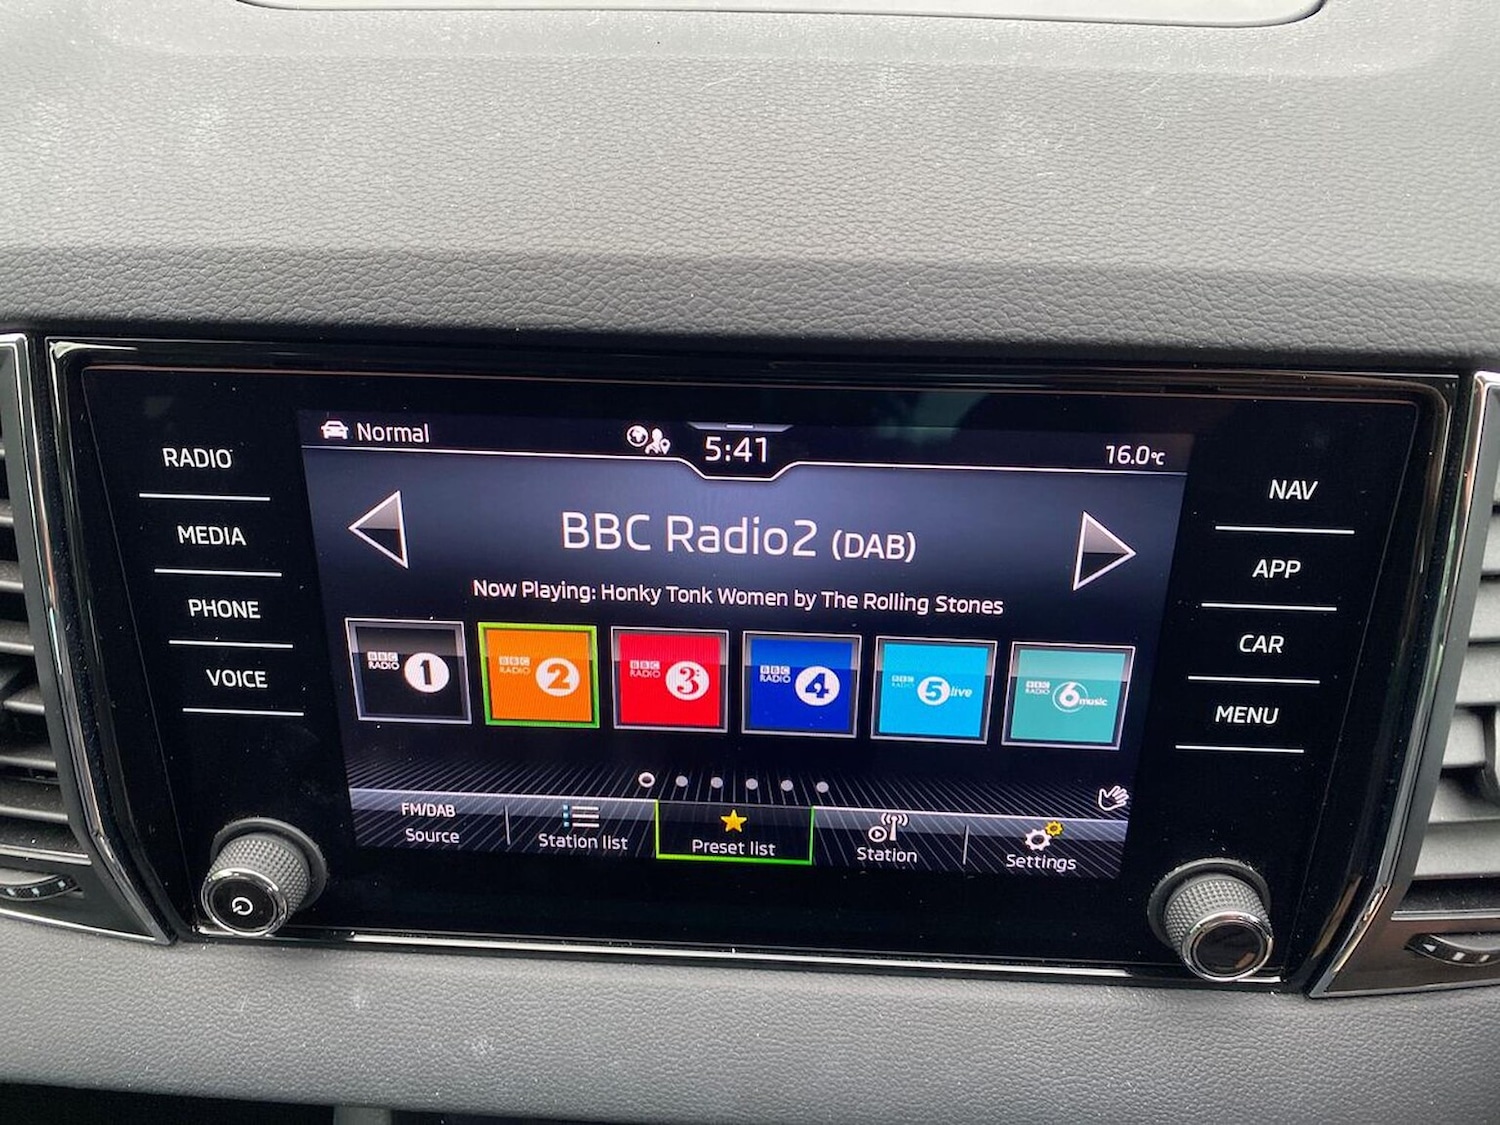 RADIO
MEDIA
PHONE
VOICE
Normal
5:41
16.0°C
BBC Radio2 (DAB)
Now Playing: Honky Tonk Women by The Rolling Stones
BBC RADIO 1
BBC RADIO 2
BBC RADIO 3
BBC RADIO 4
BBC RADIO 5 live
BBC RADIO 6 music
FM/DAB
Source
Station list
Preset list
Station
Settings
NAV
APP
CAR
MENU